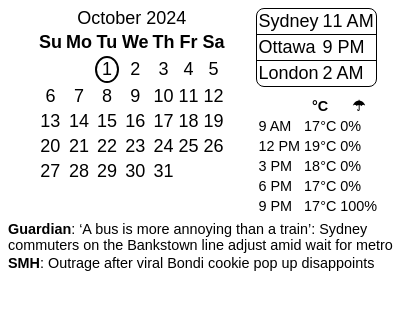 October 2024
Su Mo Tu We Th Fr Sa
1 2 3 4 5
6 7 8 9 10 11 12
13 14 15 16 17 18 19
20 21 22 23 24 25 26
27 28 29 30 31
Sydney 11 AM
Ottawa 9 PM
London 2 AM
°C ☂
9 AM 17°C 0%
12 PM 19°C 0%
3 PM 18°C 0%
6 PM 17°C 0%
9 PM 17°C 100%
Guardian: ‘A bus is more annoying than a train’: Sydney
commuters on the Bankstown line adjust amid wait for metro
SMH: Outrage after viral Bondi cookie pop up disappoints